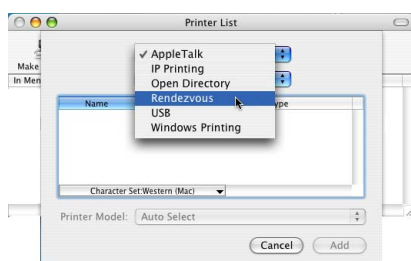 Printer List
✓ AppleTalk
IP Printing
Open Directory
Rendezvous
USB
Windows Printing
Make
In Men
Name
ype
Character Set:Western (Mac)
Printer Model:
Auto Select
Cancel
Add